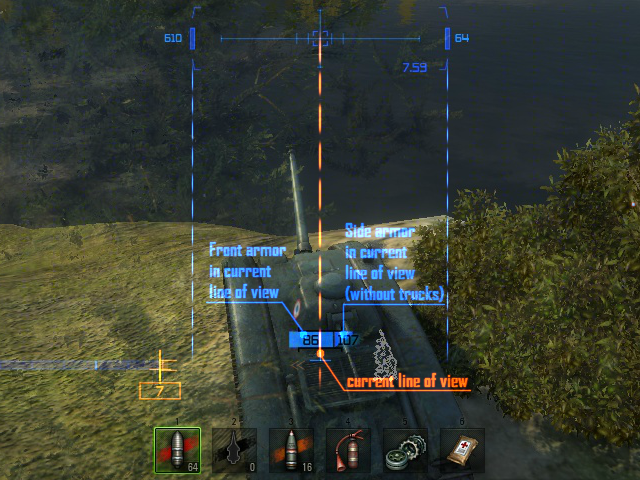 610
64
7.59
Front armor
in current
line of view
Side armor
in current
line of view
(without trucks)
86
107
current line of view
7
1
2
3
4
5
6
64
0
16